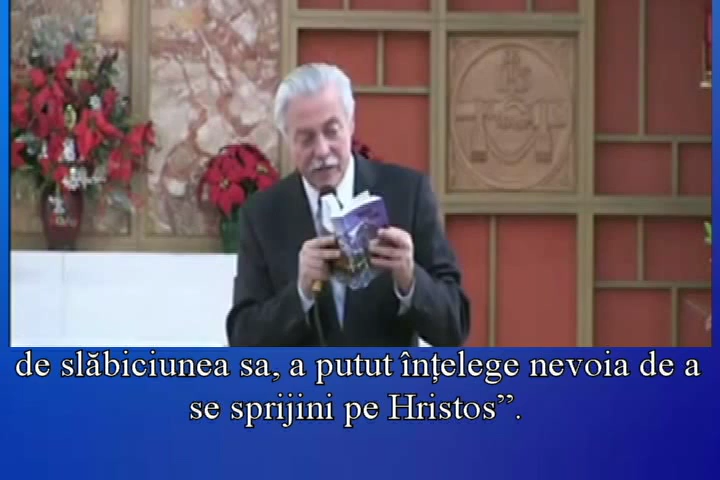 de slăbiciunea sa, a putut înțelege nevoia de a
se sprijini pe Hristos”.